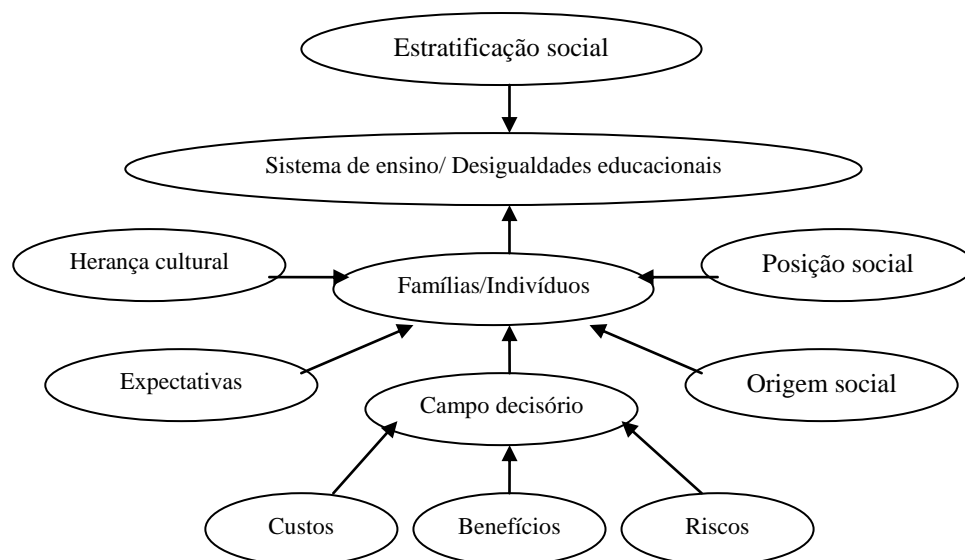 Estratificação social
Sistema de ensino/ Desigualdades educacionais
Herança cultural
Famílias/Indivíduos
Posição social
Expectativas
Campo decisório
Origem social
Custos
Benefícios
Riscos